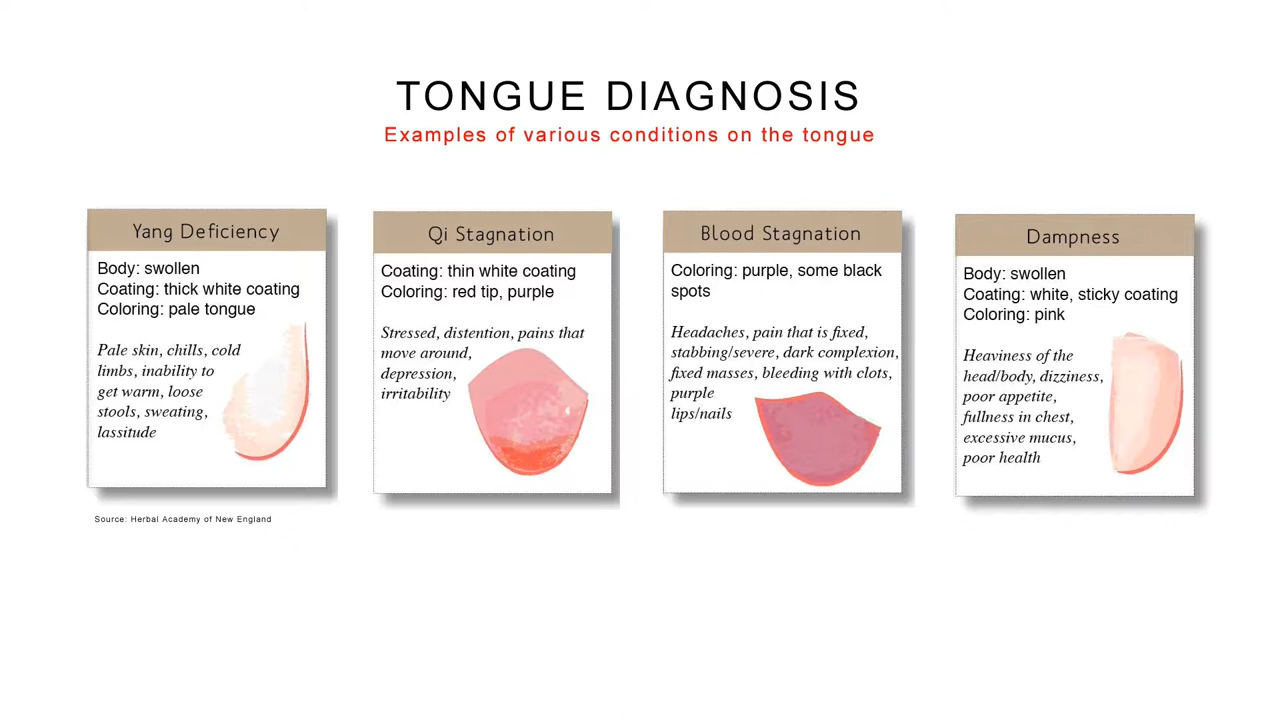 TONGUE DIAGNOSIS
Examples of various conditions on the tongue
Yang Deficiency
Body: swollen
Coating: thick white coating
Coloring: pale tongue
Pale skin, chills, cold
limbs, inability to
get warm, loose
stools, sweating,
lassitude
Qi Stagnation
Coating: thin white coating
Coloring: red tip, purple
Stressed, distention, pains that
move around,
depression,
irritability
Blood Stagnation
Coloring: purple, some black
spots
Headaches, pain that is fixed,
stabbing/severe, dark complexion,
fixed masses, bleeding with clots,
purple
lips/nails
Dampness
Body: swollen
Coating: white, sticky coating
Coloring: pink
Heaviness of the
head/body, dizziness,
poor appetite,
fullness in chest,
excessive mucus,
poor health
Source: Herbal Academy of New England